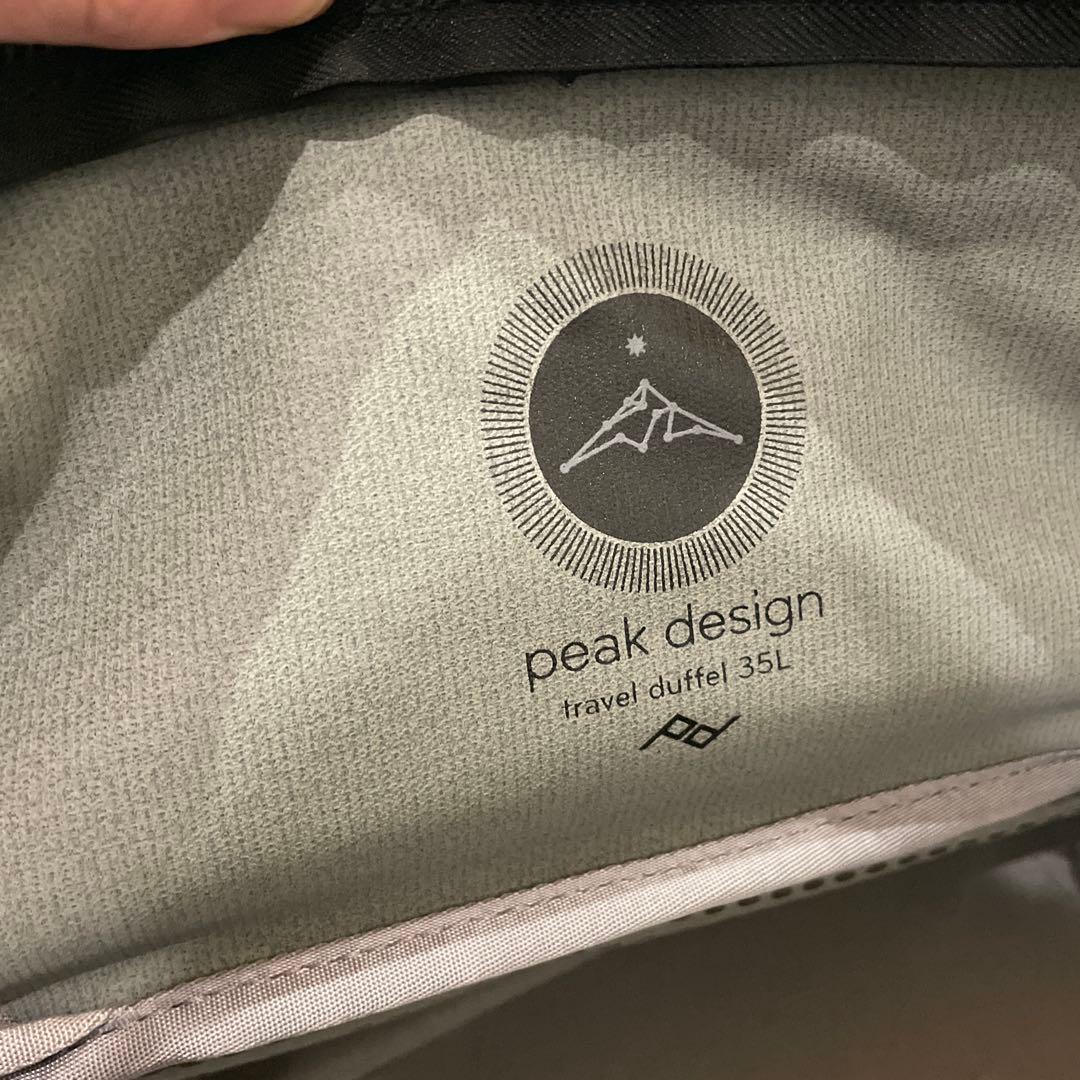 peak design
travel duffel 35L
pd